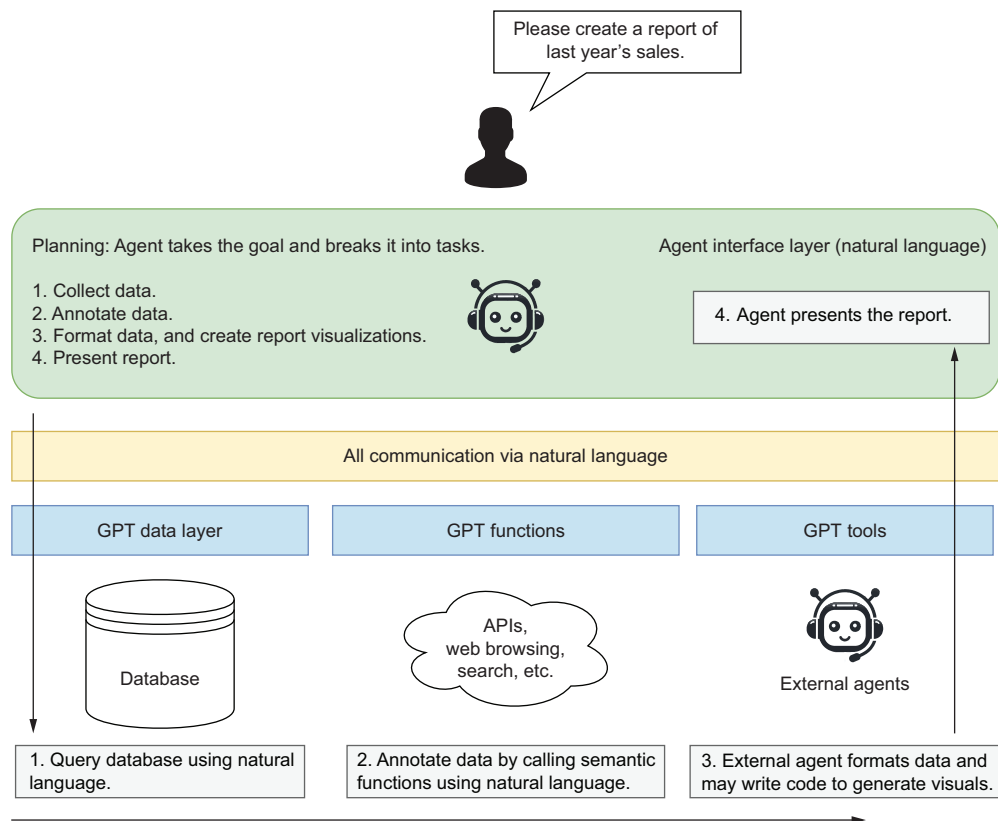 Please create a report of
last year’s sales.
Planning: Agent takes the goal and breaks it into tasks.
Agent interface layer (natural language)
1. Collect data.
2. Annotate data.
3. Format data, and create report visualizations.
4. Present report.
4. Agent presents the report.
All communication via natural language
GPT data layer
GPT functions
GPT tools
Database
APIs,
web browsing,
search, etc.
External agents
1. Query database using natural
language.
2. Annotate data by calling semantic
functions using natural language.
3. External agent formats data and
may write code to generate visuals.